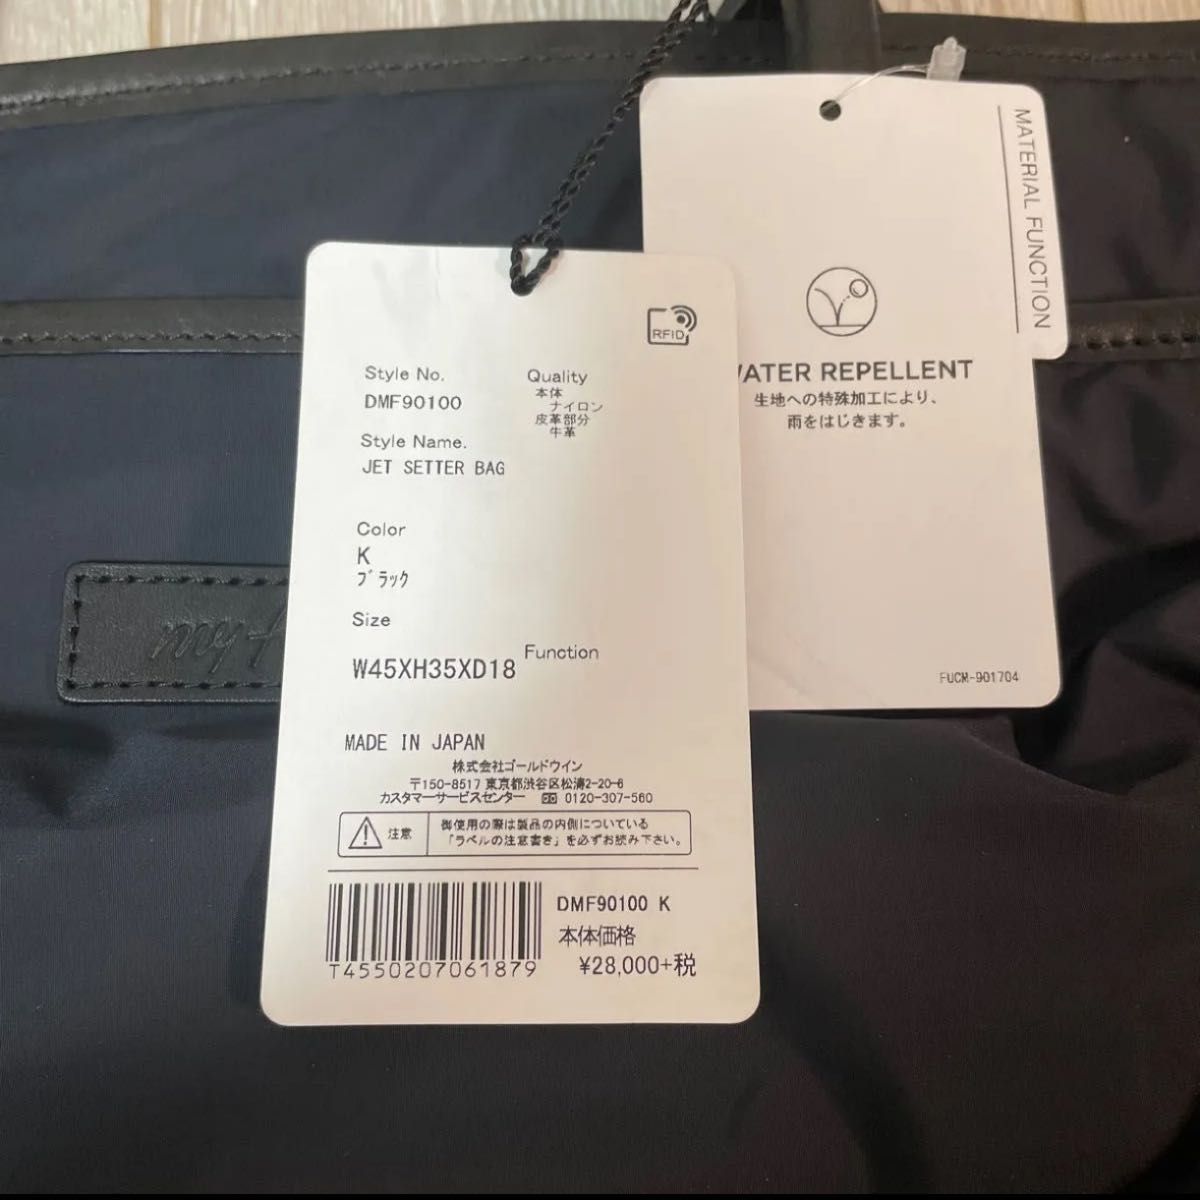 RFID
Style No.
DMF90100
Style Name.
JET SETTER BAG
Quality
本体
ナイロン
皮革部分
牛革
Color
K
ブラック
Size
W45XH35XD18
Function
MADE IN JAPAN
株式会社ゴールドウイン
〒150-8517 東京都渋谷区松濤2-20-6
カスタマーサービスセンター 0120-307-560
注意
御使用の際は製品の内側についている
「ラベルの注意書き」を必ずお読み下さい。
T4550207061879
DMF90100 K
本体価格
¥28,000+税
MATERIAL FUNCTION
WATER REPELLENT
生地への特殊加工により、
雨をはじきます。
FUCM-901704